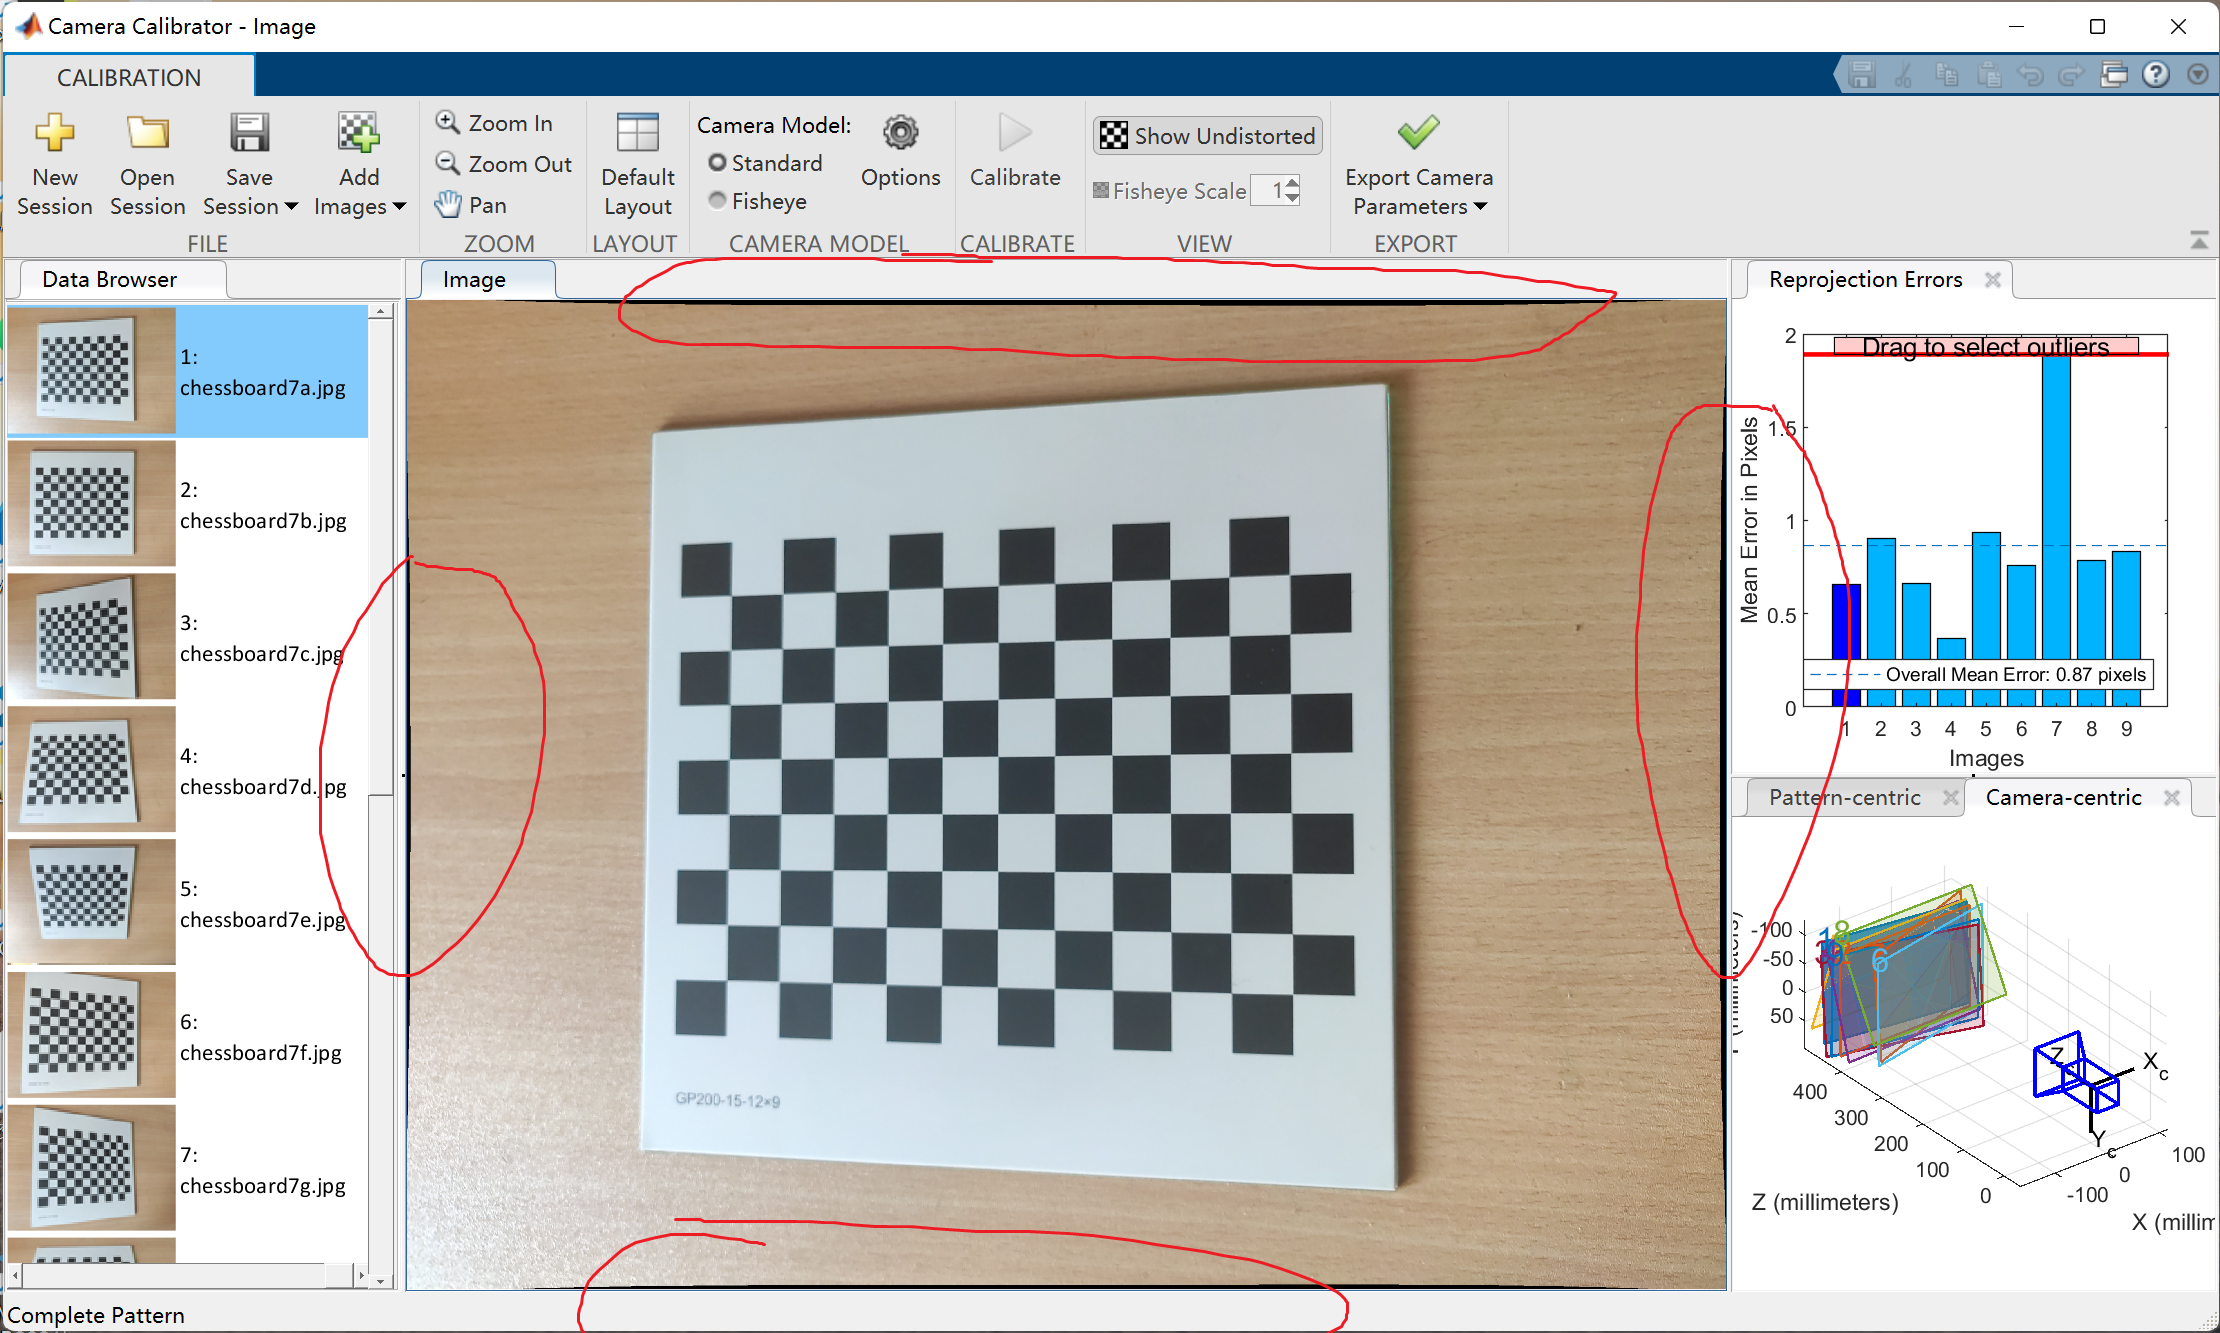 Camera Calibrator - Image
CALIBRATION
New Session
Open Session
Save Session
Add Images
FILE
Zoom In
Zoom Out
Pan
ZOOM
Default Layout
LAYOUT
Camera Model:
Standard
Fisheye
Options
CAMERA MODEL
Calibrate
CALIBRATE
Show Undistorted
Fisheye Scale 1
VIEW
Export Camera Parameters
EXPORT
Data Browser
1:
chessboard7a.jpg
2:
chessboard7b.jpg
3:
chessboard7c.jpg
4:
chessboard7d.jpg
5:
chessboard7e.jpg
6:
chessboard7f.jpg
7:
chessboard7g.jpg
Image
GP200-15-12×9
Reprojection Errors
2
Drag to select outliers
1.5
1
0.5
0
Mean Error in Pixels
Overall Mean Error: 0.87 pixels
1 2 3 4 5 6 7 8 9
Images
Pattern-centric
Camera-centric
-100
-50
0
50
1
8
3
6
Z
Xc
Yc
400
300
200
100
0
Z (millimeters)
-100
0
100
X (millim
Complete Pattern